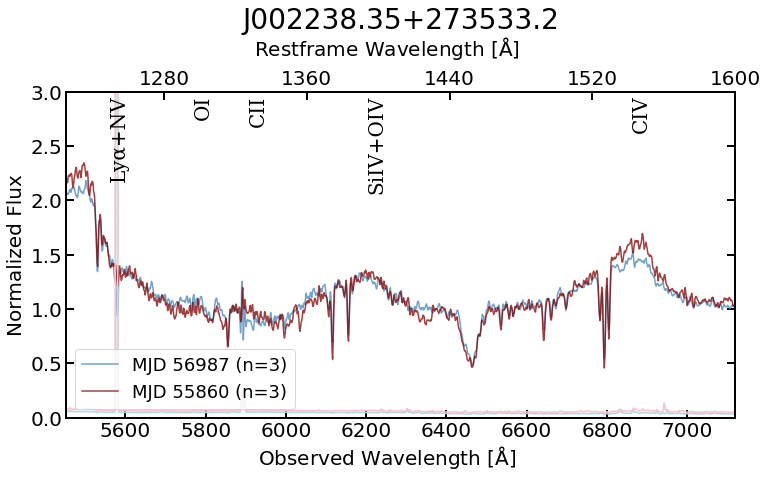 J002238.35+273533.2
Restframe Wavelength [Å]
1280 1360 1440 1520 1600
Lyα+NV OI CII SiIV+OIV CIV
Normalized Flux
3.0
2.5
2.0
1.5
1.0
0.5
0.0
MJD 56987 (n=3)
MJD 55860 (n=3)
5600 5800 6000 6200 6400 6600 6800 7000
Observed Wavelength [Å]